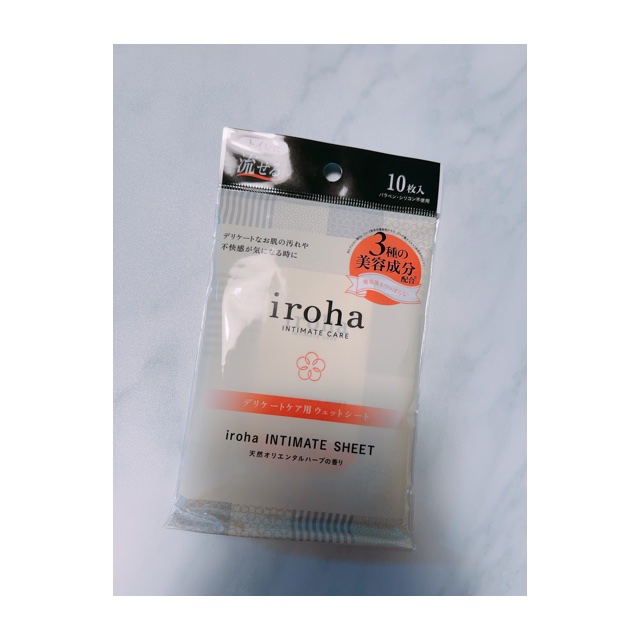 流せる
10枚入
パラベン・シリコン不使用
デリケートなお肌の汚れや
不快感が気になる時に
3種の
美容成分
配合
iroha
INTIMATE CARE
デリケートケア用 ウェットシート
iroha INTIMATE SHEET
天然オリエンタルハーブの香り